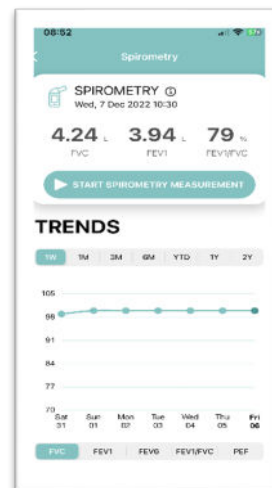 08:52
Spirometry
SPIROMETRY
Wed, 7 Dec 2022 10:30
4.24 L 3.94 L 79 %
FVC FEV1 FEV1/FVC
START SPIROMETRY MEASUREMENT
TRENDS
1W 1M 3M 6M YTD 1Y 2Y
105
98
91
84
77
70
Sat Sun Mon Tue Wed Thu Fri
31 01 02 03 04 05 06
FVC FEV1 FEV6 FEV1/FVC PEF